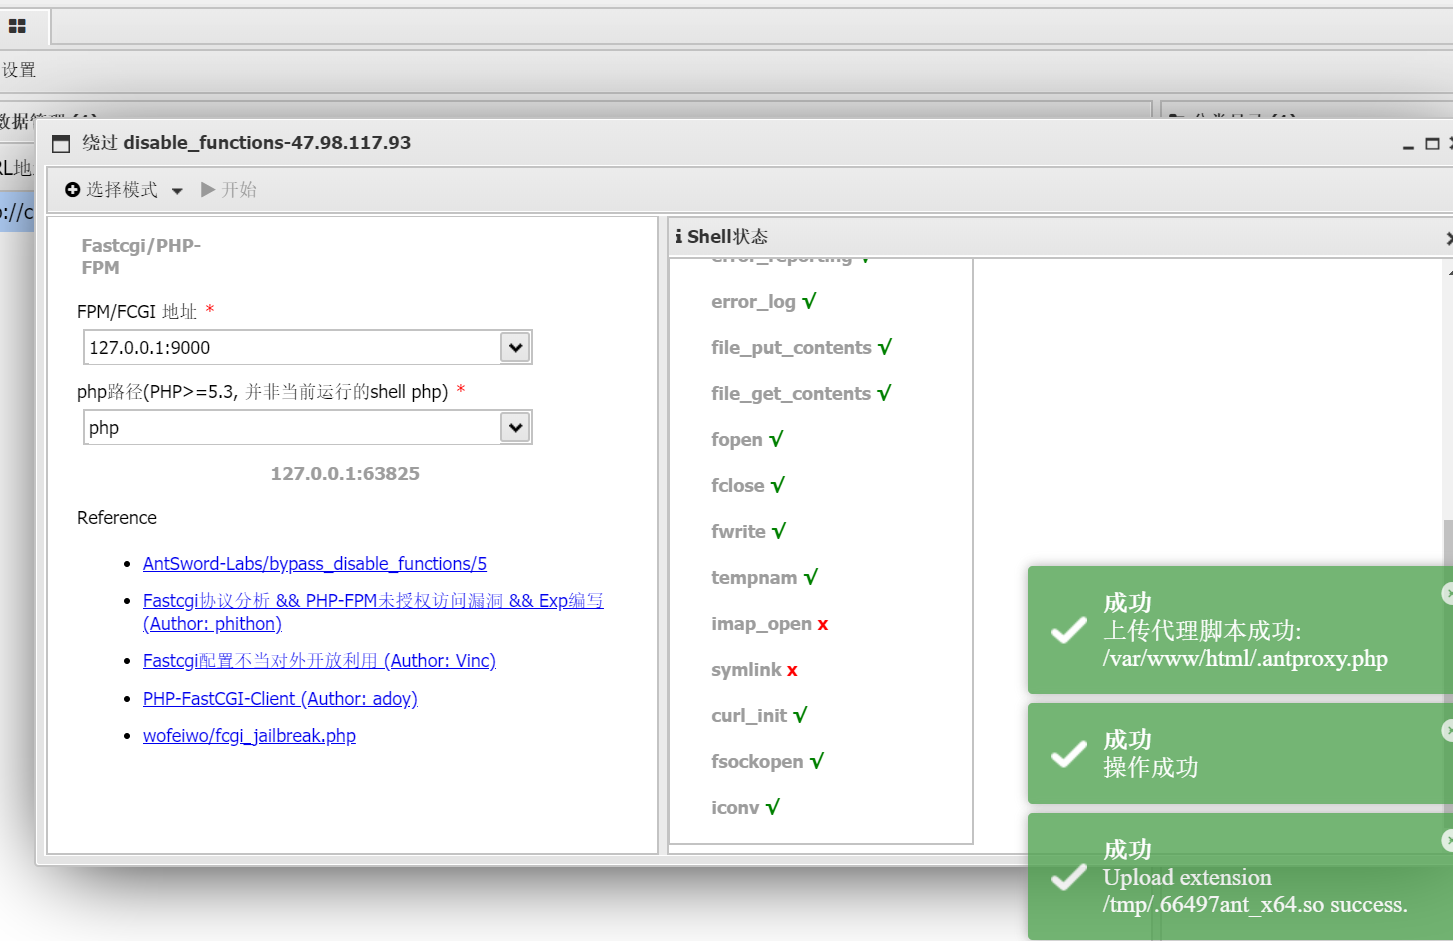 设置
绕过 disable_functions-47.98.117.93
选择模式
开始
Fastcgi/PHP-
FPM
FPM/FCGI 地址 *
127.0.0.1:9000
php路径(PHP>=5.3, 并非当前运行的shell php) *
php
127.0.0.1:63825
Reference
AntSword-Labs/bypass_disable_functions/5
Fastcgi协议分析 && PHP-FPM未授权访问漏洞 && Exp编写
(Author: phithon)
Fastcgi配置不当对外开放利用 (Author: Vinc)
PHP-FastCGI-Client (Author: adoy)
wofeiwo/fcgi_jailbreak.php
Shell状态
error_reporting √
error_log √
file_put_contents √
file_get_contents √
fopen √
fclose √
fwrite √
tempnam √
imap_open x
symlink x
curl_init √
fsockopen √
iconv √
成功
上传代理脚本成功:
/var/www/html/.antproxy.php
成功
操作成功
成功
Upload extension
/tmp/.66497ant_x64.so success.